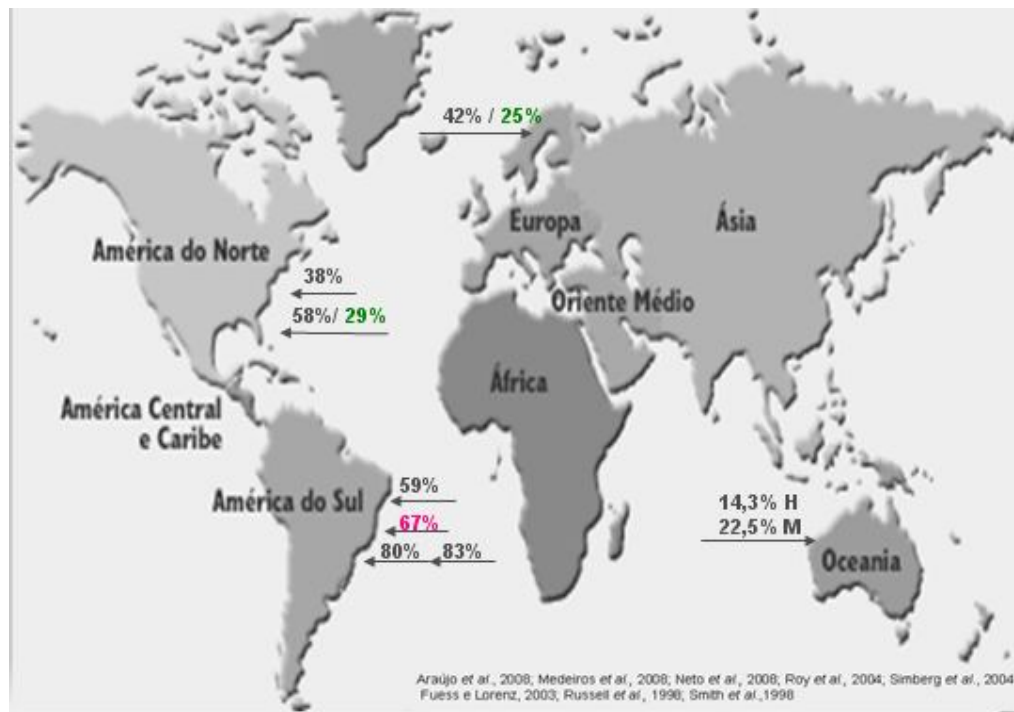 42% / 25%
Europa
Ásia
América do Norte
38%
Oriente Médio
58%/ 29%
África
América Central
e Caribe
59%
América do Sul
14,3% H
67%
22,5% M
80%
83%
Oceania
Araújo et al., 2008; Medeiros et al., 2008; Neto et al., 2008; Roy et al., 2004; Simberg et al., 2004
Fuess e Lorenz, 2003; Russell et al., 1998; Smith et al.,1998